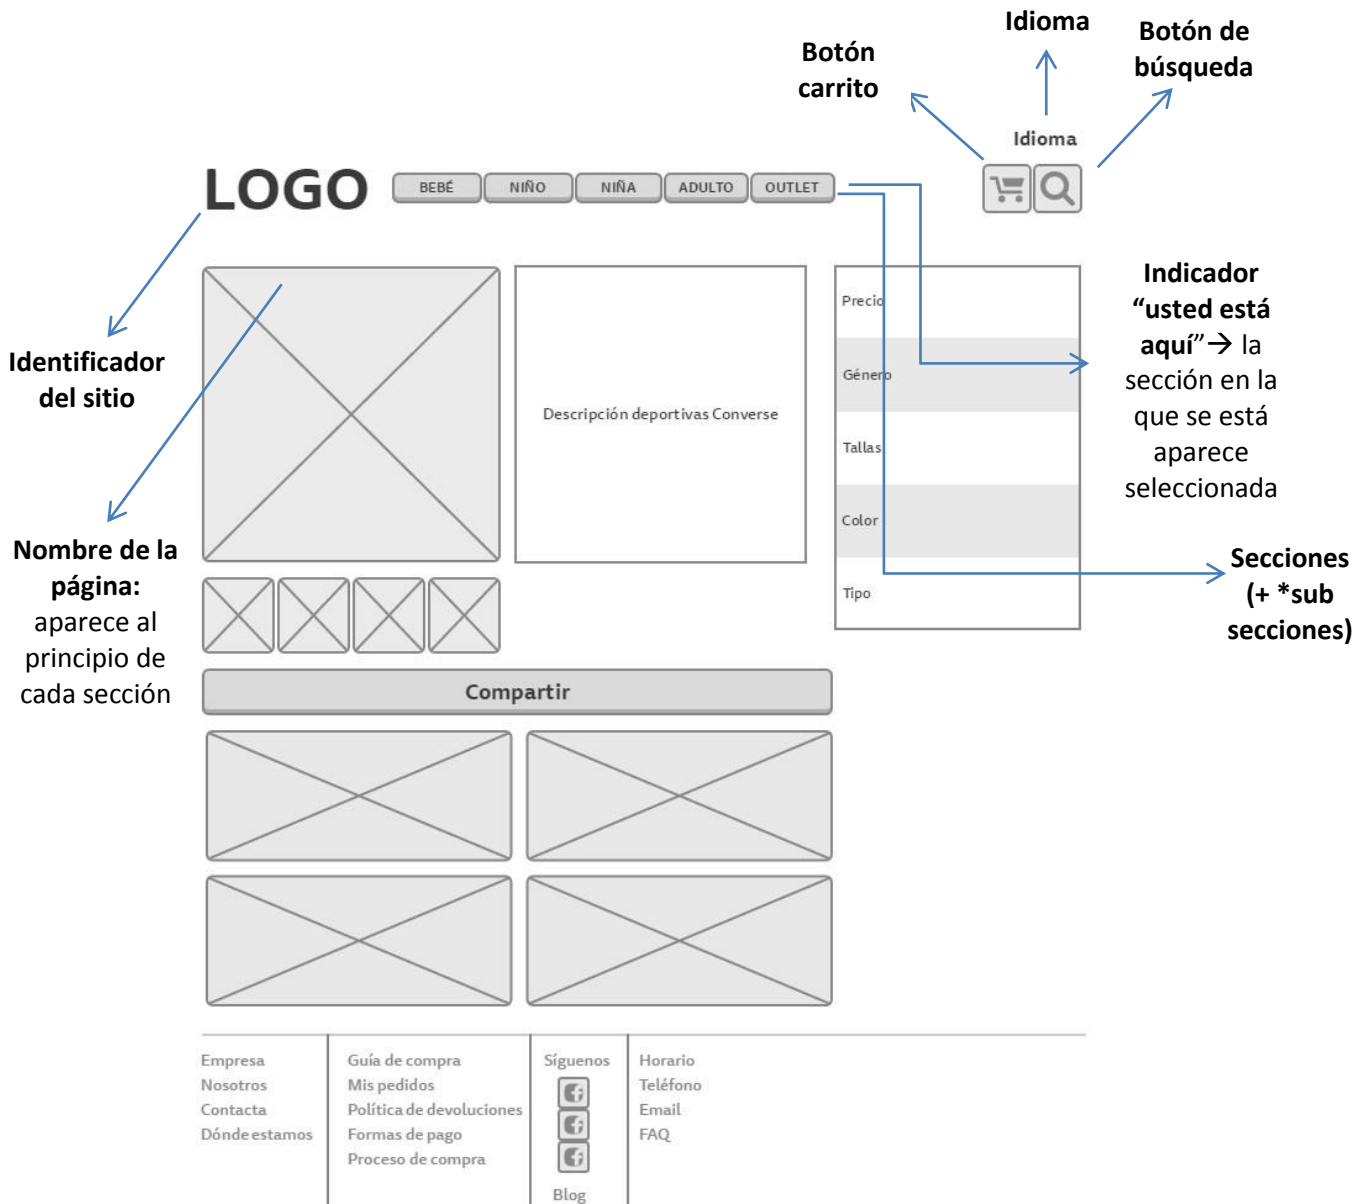 Idioma
Botón de
búsqueda
Botón
carrito
Idioma
LOGO
BEBÉ
NIÑO
NIÑA
ADULTO
OUTLET
Identificador
del sitio
Nombre de la
página:
aparece al
principio de
cada sección
Descripción deportivas Converse
Precio
Género
Tallas
Color
Tipo
Indicador
“usted está
aquí”→ la
sección en la
que se está
aparece
seleccionada
Secciones
(+ *sub
secciones)
Compartir
Empresa
Nosotros
Contacta
Dónde estamos
Guía de compra
Mis pedidos
Política de devoluciones
Formas de pago
Proceso de compra
Síguenos
Blog
Horario
Teléfono
Email
FAQ